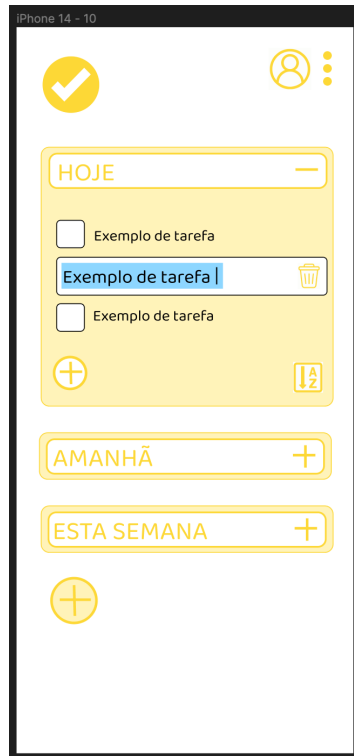 iPhone 14 - 10
HOJE
Exemplo de tarefa
Exemplo de tarefa
Exemplo de tarefa
A
Z
AMANHÃ
ESTA SEMANA